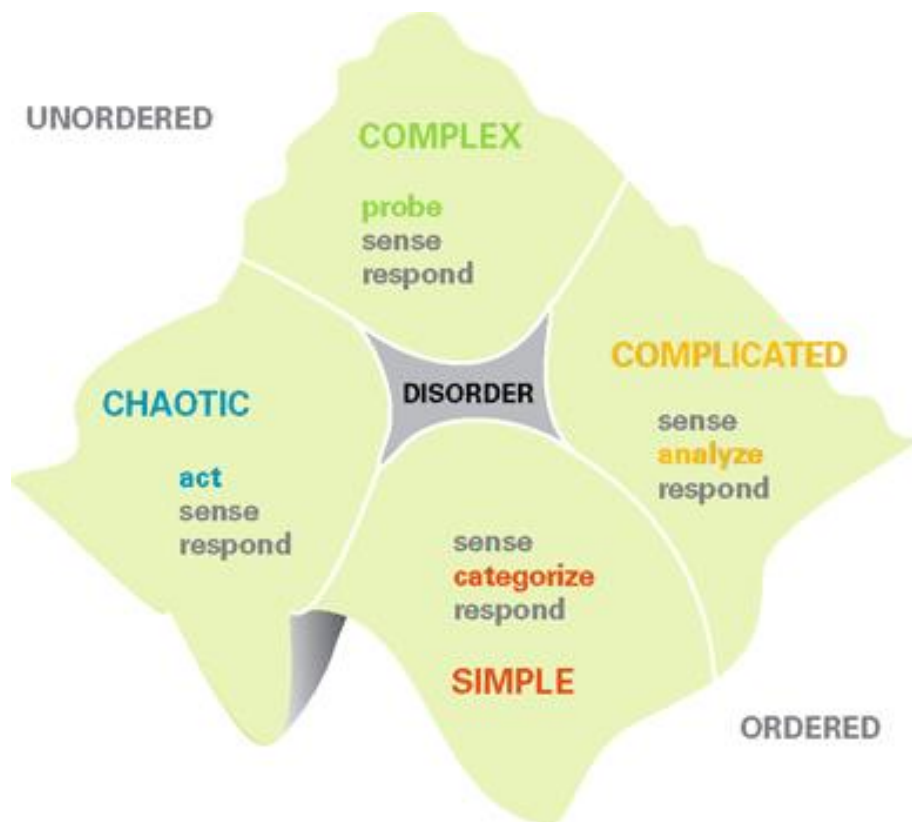 UNORDERED
COMPLEX
probe
sense
respond
COMPLICATED
sense
analyze
respond
DISORDER
CHAOTIC
act
sense
respond
sense
categorize
respond
SIMPLE
ORDERED